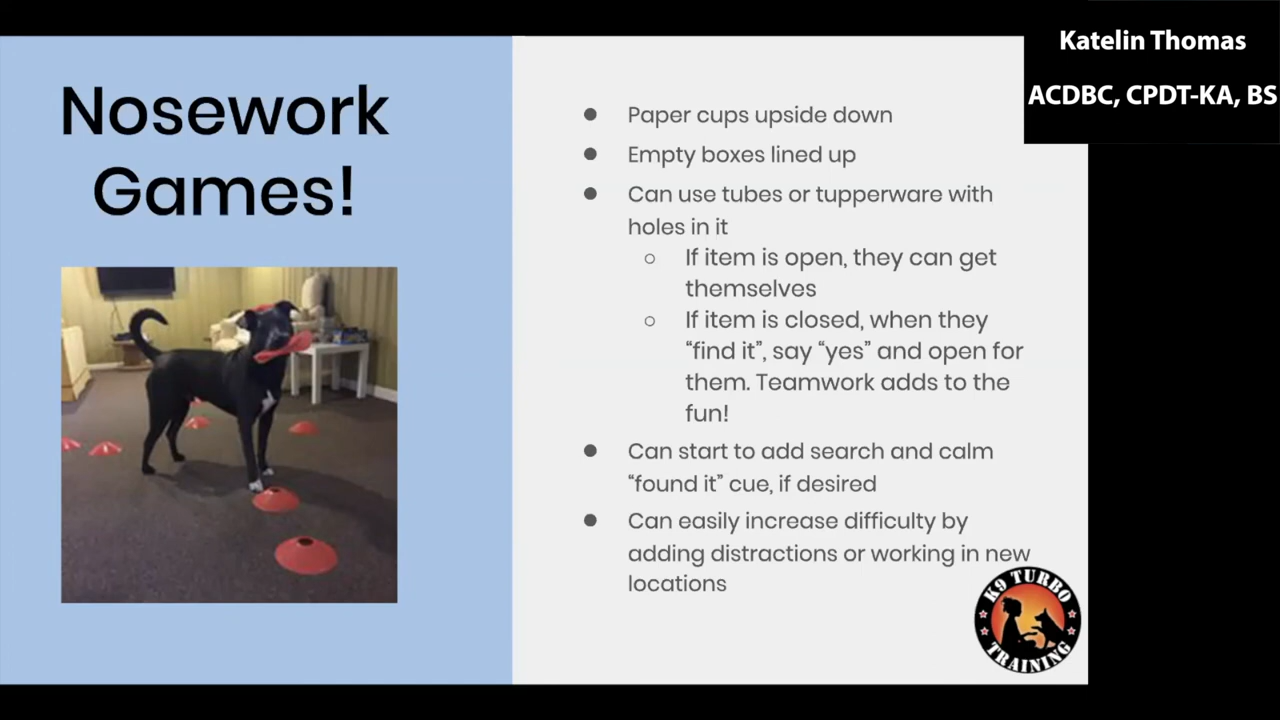 Nosework
Games!
Katelin Thomas
ACDBC, CPDT-KA, BS
● Paper cups upside down
● Empty boxes lined up
● Can use tubes or tupperware with
holes in it
○ If item is open, they can get
themselves
○ If item is closed, when they
“find it”, say “yes” and open for
them. Teamwork adds to the
fun!
● Can start to add search and calm
“found it” cue, if desired
● Can easily increase difficulty by
adding distractions or working in new
locations
K9 TURBO
TRAINING